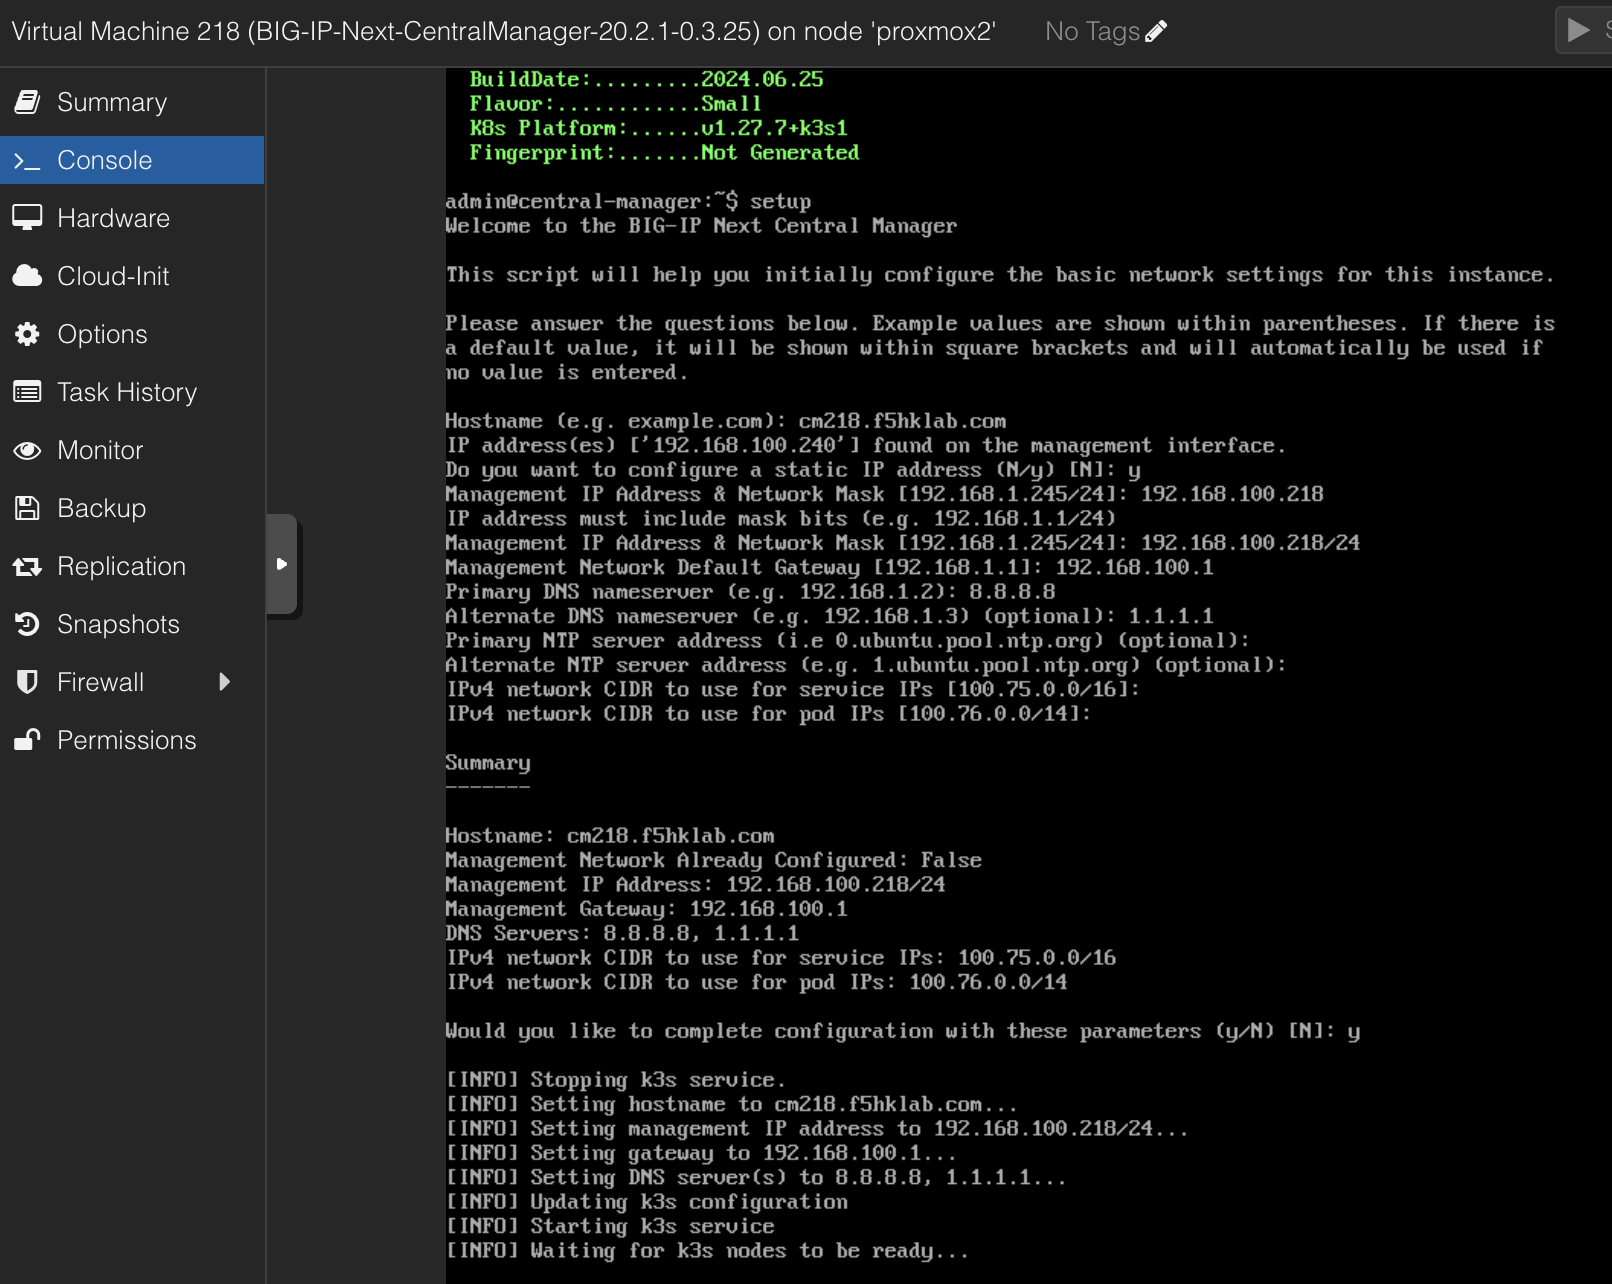 Virtual Machine 218 (BIG-IP-Next-CentralManager-20.2.1-0.3.25) on node 'proxmox2'
No Tags
Summary
Console
Hardware
Cloud-Init
Options
Task History
Monitor
Backup
Replication
Snapshots
Firewall
Permissions
BuildDate:.........2024.06.25
Flavor:............Small
K8s Platform:......v1.27.7+k3s1
Fingerprint:.......Not Generated
admin@central-manager:~$ setup
Welcome to the BIG-IP Next Central Manager
This script will help you initially configure the basic network settings for this instance.
Please answer the questions below. Example values are shown within parentheses. If there is
a default value, it will be shown within square brackets and will automatically be used if
no value is entered.
Hostname (e.g. example.com): cm218.f5hklab.com
IP address(es) ['192.168.100.240'] found on the management interface.
Do you want to configure a static IP address (N/y) [N]: y
Management IP Address & Network Mask [192.168.1.245/24]: 192.168.100.218
IP address must include mask bits (e.g. 192.168.1.1/24)
Management IP Address & Network Mask [192.168.1.245/24]: 192.168.100.218/24
Management Network Default Gateway [192.168.1.1]: 192.168.100.1
Primary DNS nameserver (e.g. 192.168.1.2): 8.8.8.8
Alternate DNS nameserver (e.g. 192.168.1.3) (optional): 1.1.1.1
Primary NTP server address (i.e 0.ubuntu.pool.ntp.org) (optional):
Alternate NTP server address (e.g. 1.ubuntu.pool.ntp.org) (optional):
IPv4 network CIDR to use for service IPs [100.75.0.0/16]:
IPv4 network CIDR to use for pod IPs [100.76.0.0/14]:
Summary
-------
Hostname: cm218.f5hklab.com
Management Network Already Configured: False
Management IP Address: 192.168.100.218/24
Management Gateway: 192.168.100.1
DNS Servers: 8.8.8.8, 1.1.1.1
IPv4 network CIDR to use for service IPs: 100.75.0.0/16
IPv4 network CIDR to use for pod IPs: 100.76.0.0/14
Would you like to complete configuration with these parameters (y/N) [N]: y
[INFO] Stopping k3s service.
[INFO] Setting hostname to cm218.f5hklab.com...
[INFO] Setting management IP address to 192.168.100.218/24...
[INFO] Setting gateway to 192.168.100.1...
[INFO] Setting DNS server(s) to 8.8.8.8, 1.1.1.1...
[INFO] Updating k3s configuration
[INFO] Starting k3s service
[INFO] Waiting for k3s nodes to be ready...